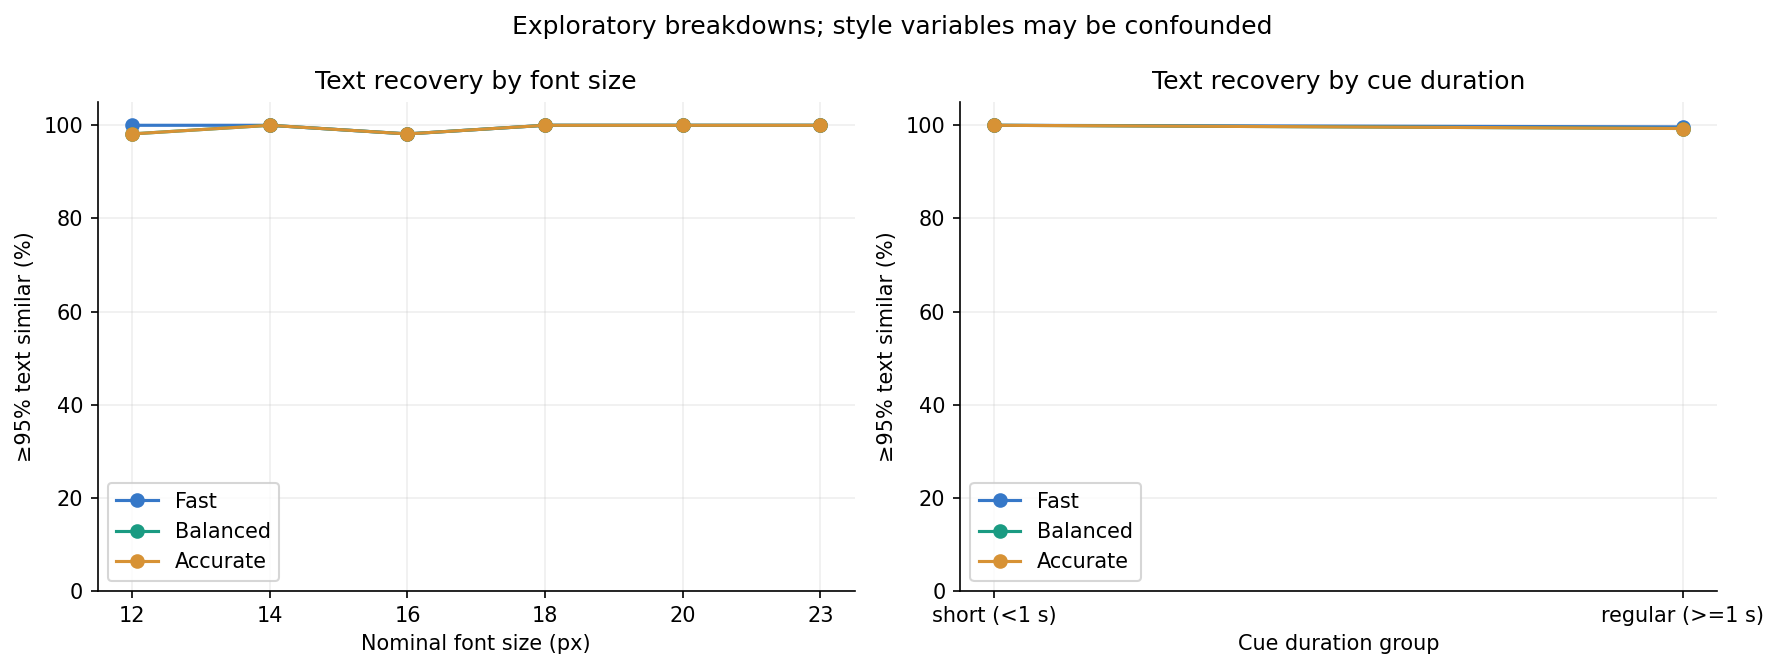 Exploratory breakdowns; style variables may be confounded
Text recovery by font size
≥95% text similar (%)
100
80
60
40
20
0
Fast
Balanced
Accurate
12 14 16 18 20 23
Nominal font size (px)
Text recovery by cue duration
≥95% text similar (%)
100
80
60
40
20
0
Fast
Balanced
Accurate
short (<1 s) regular (>=1 s)
Cue duration group